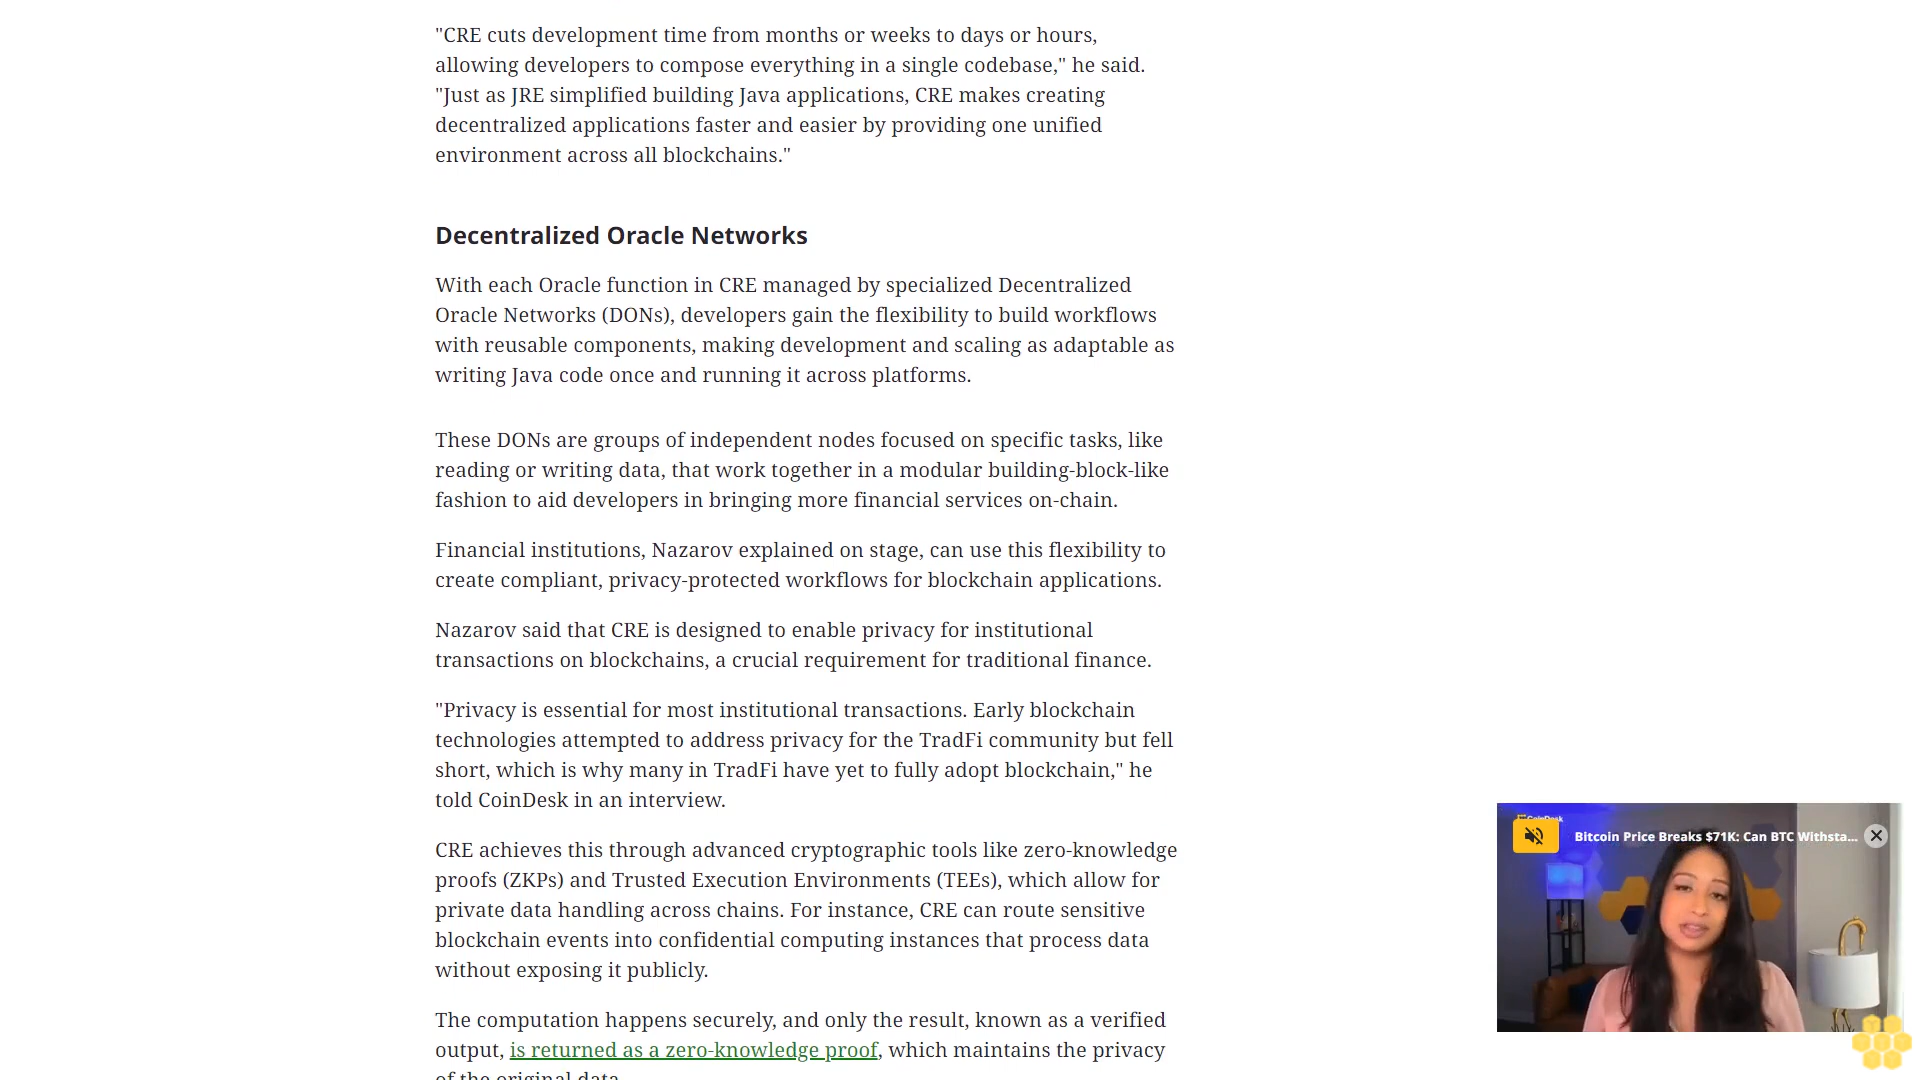 "CRE cuts development time from months or weeks to days or hours,
allowing developers to compose everything in a single codebase," he said.
"Just as JRE simplified building Java applications, CRE makes creating
decentralized applications faster and easier by providing one unified
environment across all blockchains."
Decentralized Oracle Networks
With each Oracle function in CRE managed by specialized Decentralized
Oracle Networks (DONs), developers gain the flexibility to build workflows
with reusable components, making development and scaling as adaptable as
writing Java code once and running it across platforms.
These DONs are groups of independent nodes focused on specific tasks, like
reading or writing data, that work together in a modular building-block-like
fashion to aid developers in bringing more financial services on-chain.
Financial institutions, Nazarov explained on stage, can use this flexibility to
create compliant, privacy-protected workflows for blockchain applications.
Nazarov said that CRE is designed to enable privacy for institutional
transactions on blockchains, a crucial requirement for traditional finance.
"Privacy is essential for most institutional transactions. Early blockchain
technologies attempted to address privacy for the TradFi community but fell
short, which is why many in TradFi have yet to fully adopt blockchain," he
told CoinDesk in an interview.
CRE achieves this through advanced cryptographic tools like zero-knowledge
proofs (ZKPs) and Trusted Execution Environments (TEEs), which allow for
private data handling across chains. For instance, CRE can route sensitive
blockchain events into confidential computing instances that process data
without exposing it publicly.
The computation happens securely, and only the result, known as a verified
output, is returned as a zero-knowledge proof, which maintains the privacy
of the original data.
CoinDesk
Bitcoin Price Breaks $71K: Can BTC Withsta...